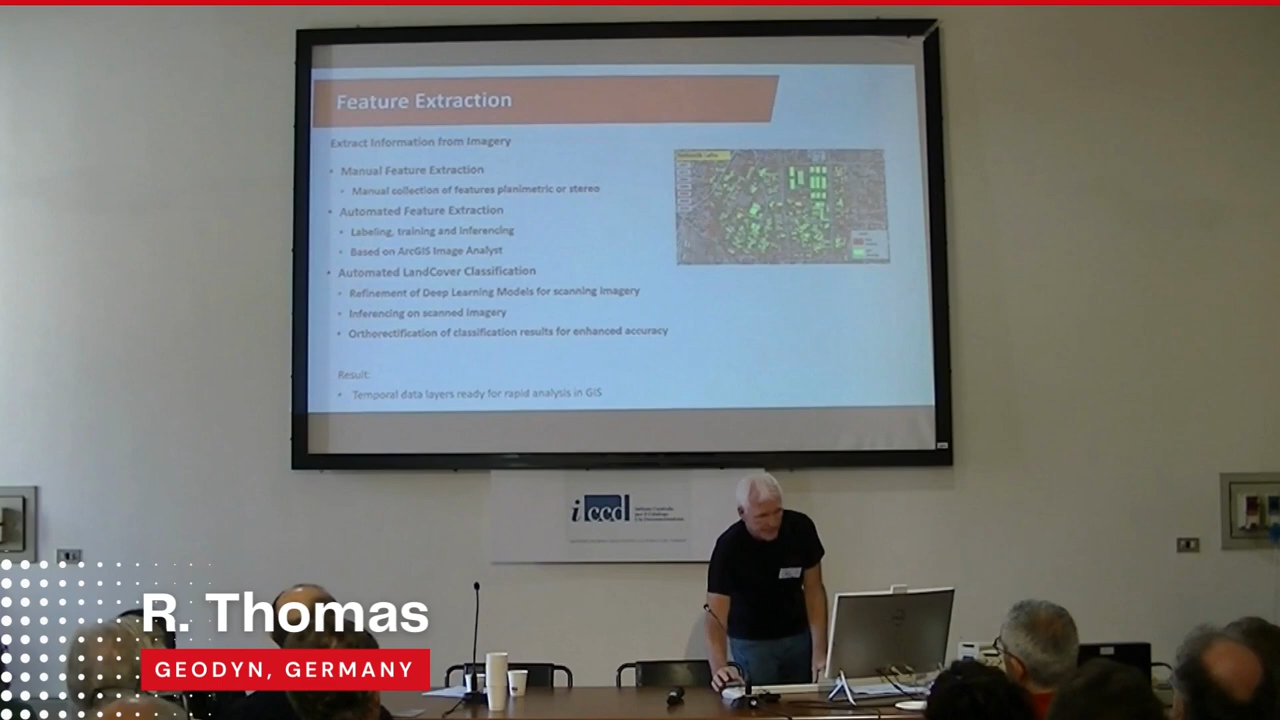 Feature Extraction
Extract Information from Imagery
• Manual Feature Extraction
• Manual collection of features planimetric or stereo
• Automated Feature Extraction
• Labeling, training and Inferencing
• Based on ArcGIS Image Analyst
• Automated LandCover Classification
• Refinement of Deep Learning Models for scanning Imagery
• Inferencing on scanned Imagery
• Orthorectification of classification results for enhanced accuracy
Result:
• Temporal data layers ready for rapid analysis in GIS
iccd
R. Thomas
GEODYN, GERMANY